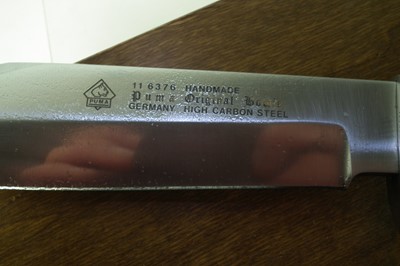 PUMA
11 6376 HANDMADE
Puma Original Bowie
GERMANY HIGH CARBON STEEL